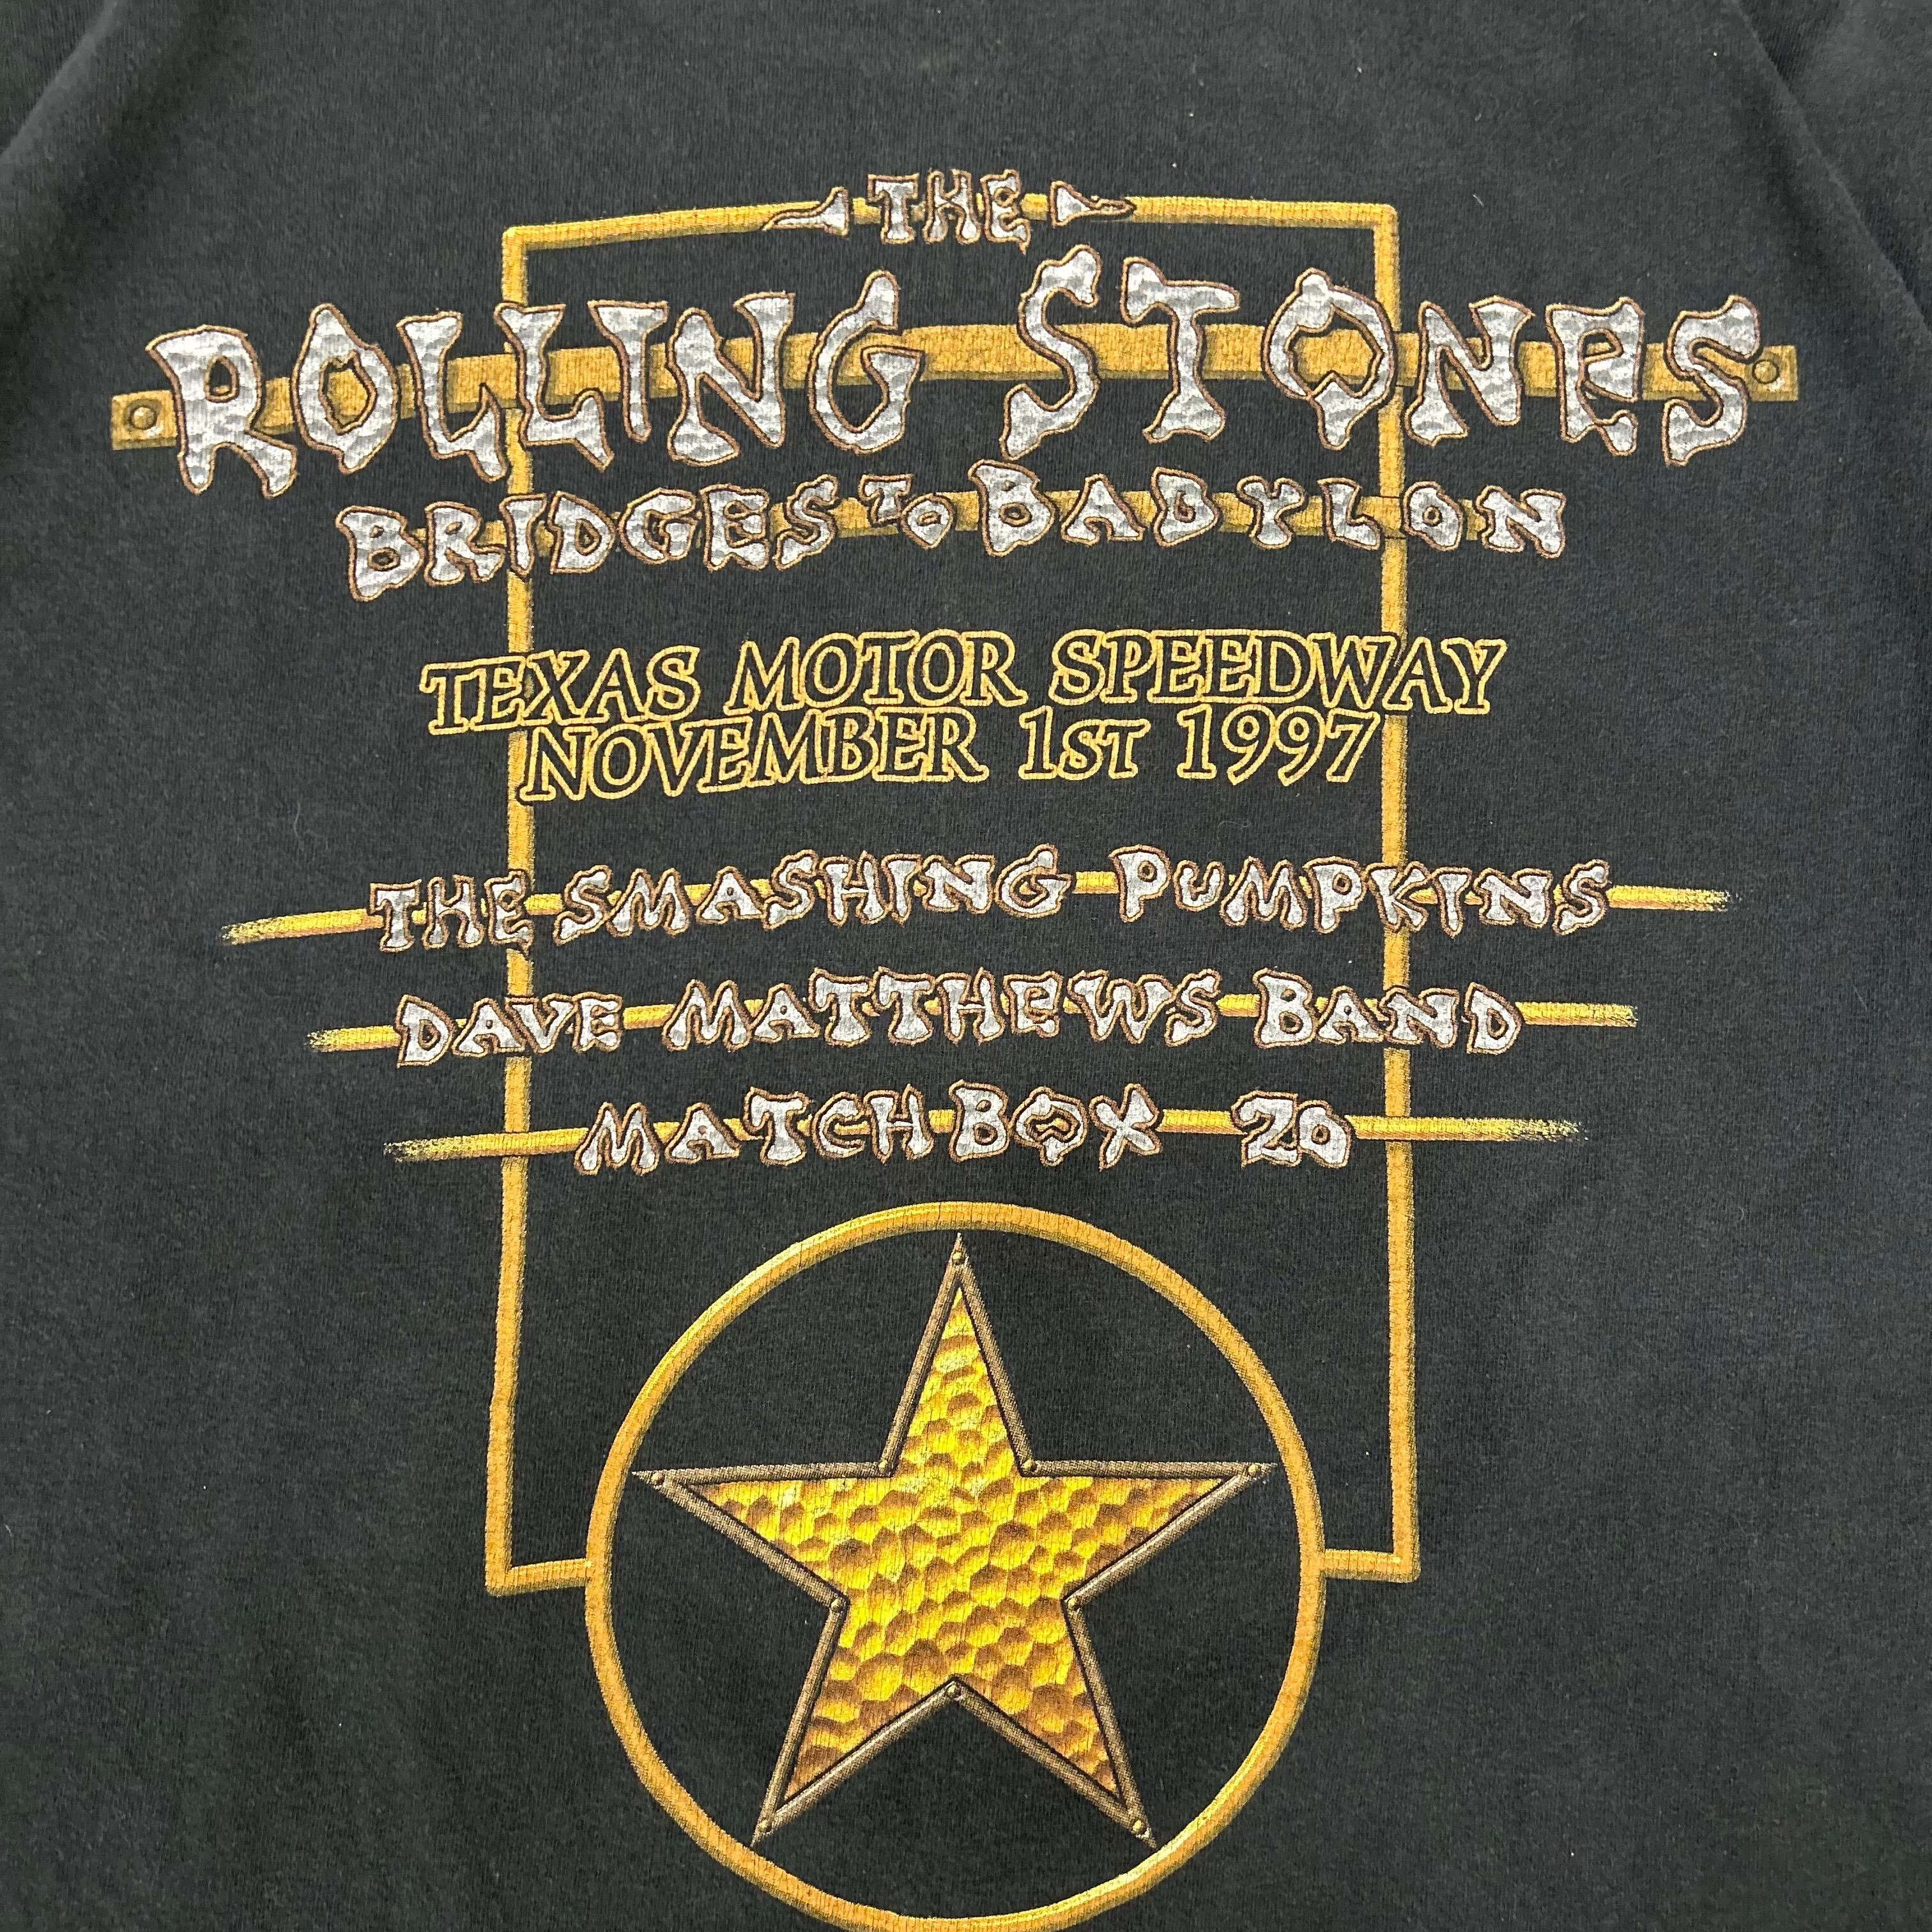 THE
ROLLING STONES
BRIDGES TO BABYLON
TEXAS MOTOR SPEEDWAY
NOVEMBER 1ST 1997
THE SMASHING PUMPKINS
DAVE MATTHEWS BAND
MATCHBOX 20